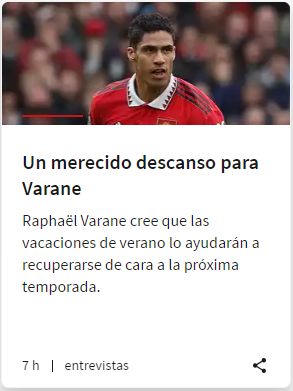 Un merecido descanso para
Varane
Raphaël Varane cree que las
vacaciones de verano lo ayudarán a
recuperarse de cara a la próxima
temporada.
7 h | entrevistas